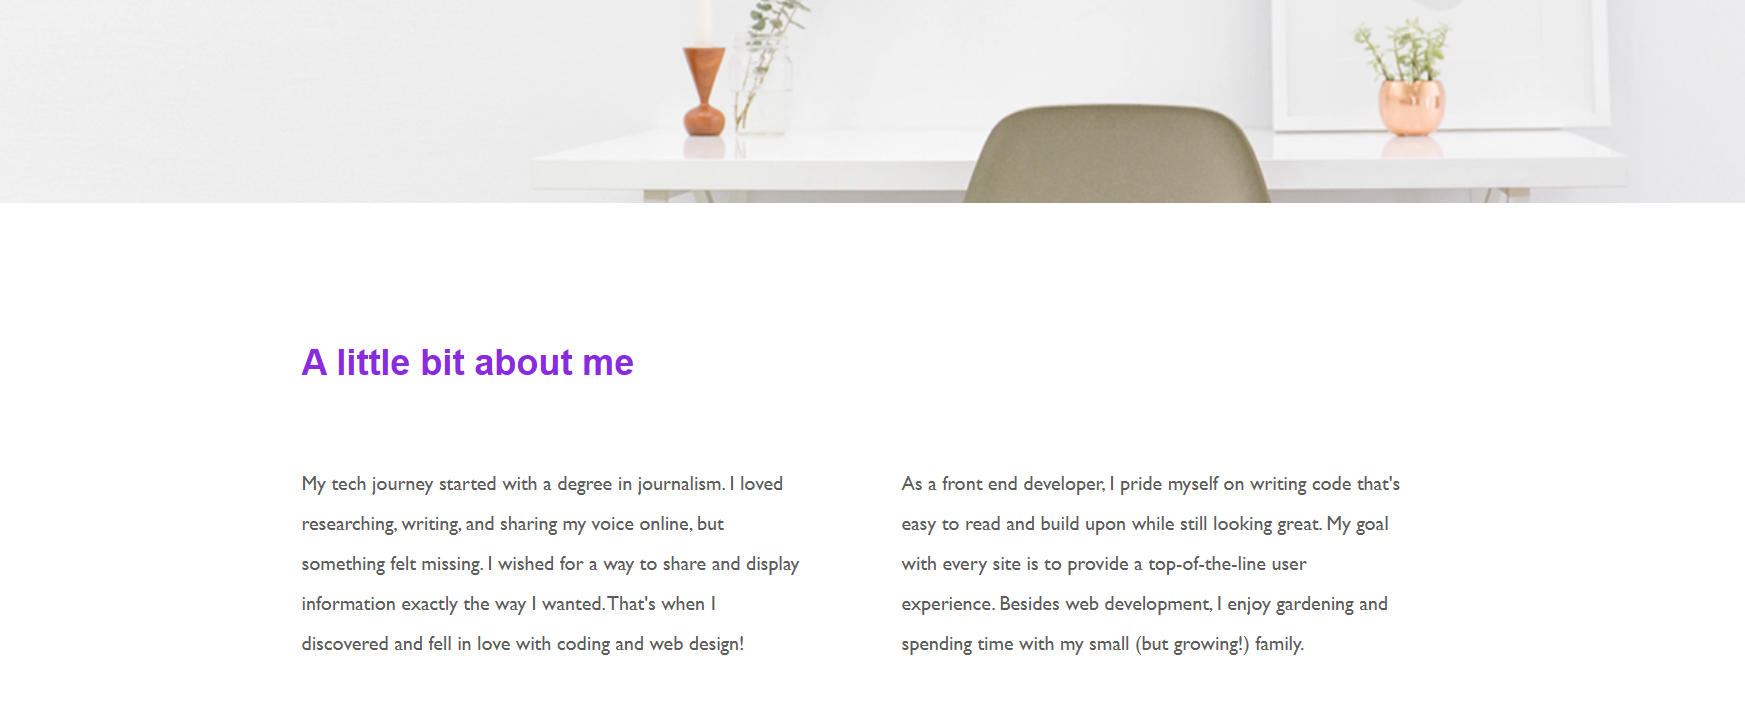 A little bit about me
My tech journey started with a degree in journalism. I loved
researching, writing, and sharing my voice online, but
something felt missing. I wished for a way to share and display
information exactly the way I wanted. That's when I
discovered and fell in love with coding and web design!
As a front end developer, I pride myself on writing code that's
easy to read and build upon while still looking great. My goal
with every site is to provide a top-of-the-line user
experience. Besides web development, I enjoy gardening and
spending time with my small (but growing!) family.